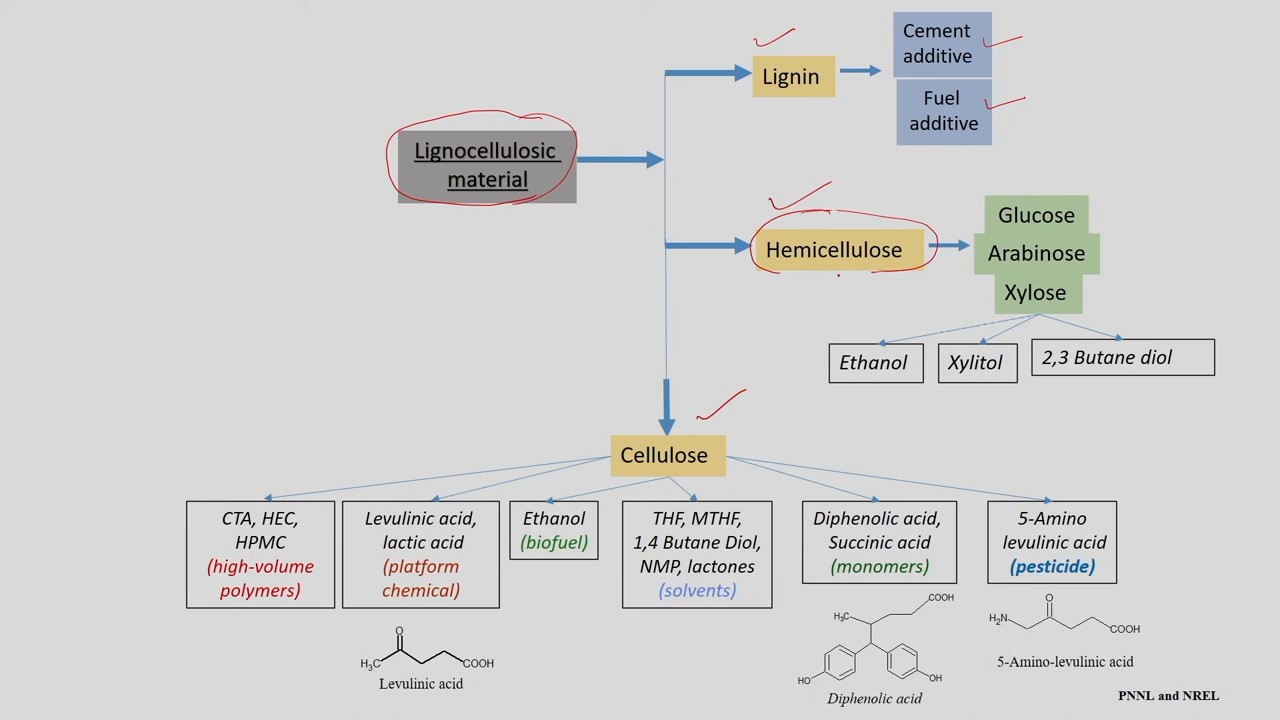 Cement
additive
Lignin
Fuel
additive
Lignocellulosic
material
Hemicellulose
Glucose
Arabinose
Xylose
Ethanol
Xylitol
2,3 Butane diol
Cellulose
CTA, HEC,
HPMC
(high-volume
polymers)
Levulinic acid,
lactic acid
(platform
chemical)
Ethanol
(biofuel)
THF, MTHF,
1,4 Butane Diol,
NMP, lactones
(solvents)
Diphenolic acid,
Succinic acid
(monomers)
5-Amino
levulinic acid
(pesticide)
O
H₃C
COOH
Levulinic acid
COOH
H₃C
HO
OH
Diphenolic acid
O
H₂N
COOH
5-Amino-levulinic acid
PNNL and NREL